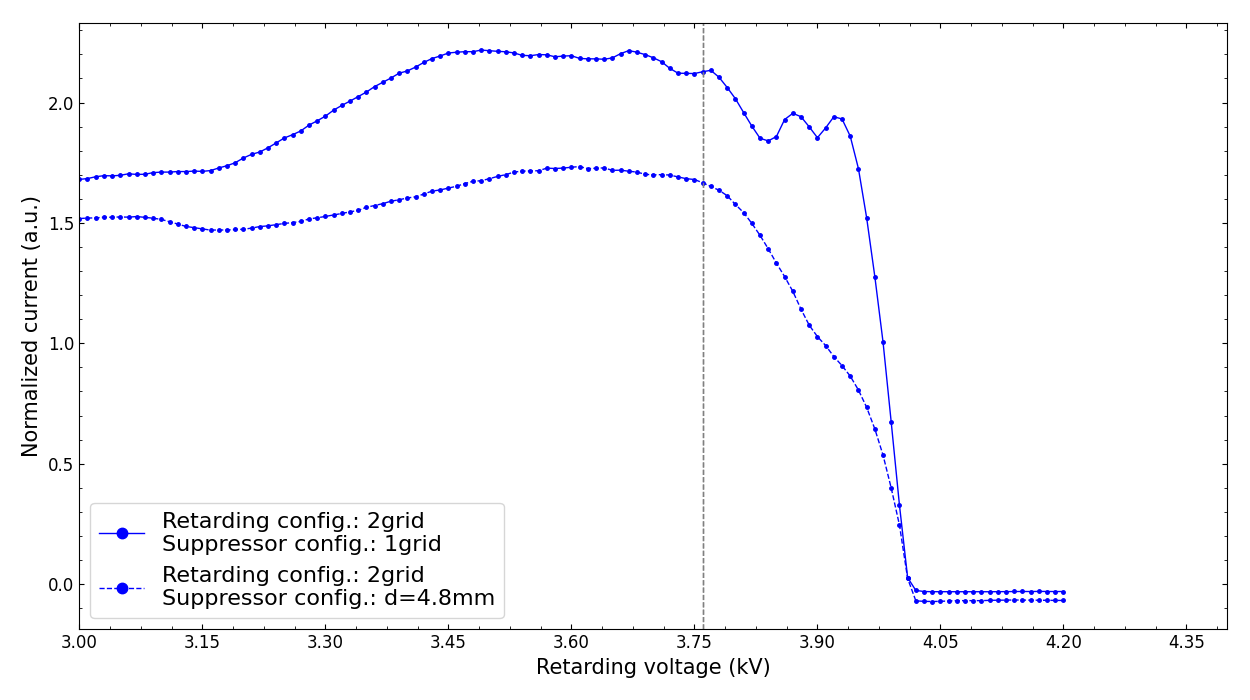 Normalized current (a.u.)
2.0
1.5
1.0
0.5
0.0
Retarding config.: 2grid
Suppressor config.: 1grid
Retarding config.: 2grid
Suppressor config.: d=4.8mm
3.00 3.15 3.30 3.45 3.60 3.75 3.90 4.05 4.20 4.35
Retarding voltage (kV)